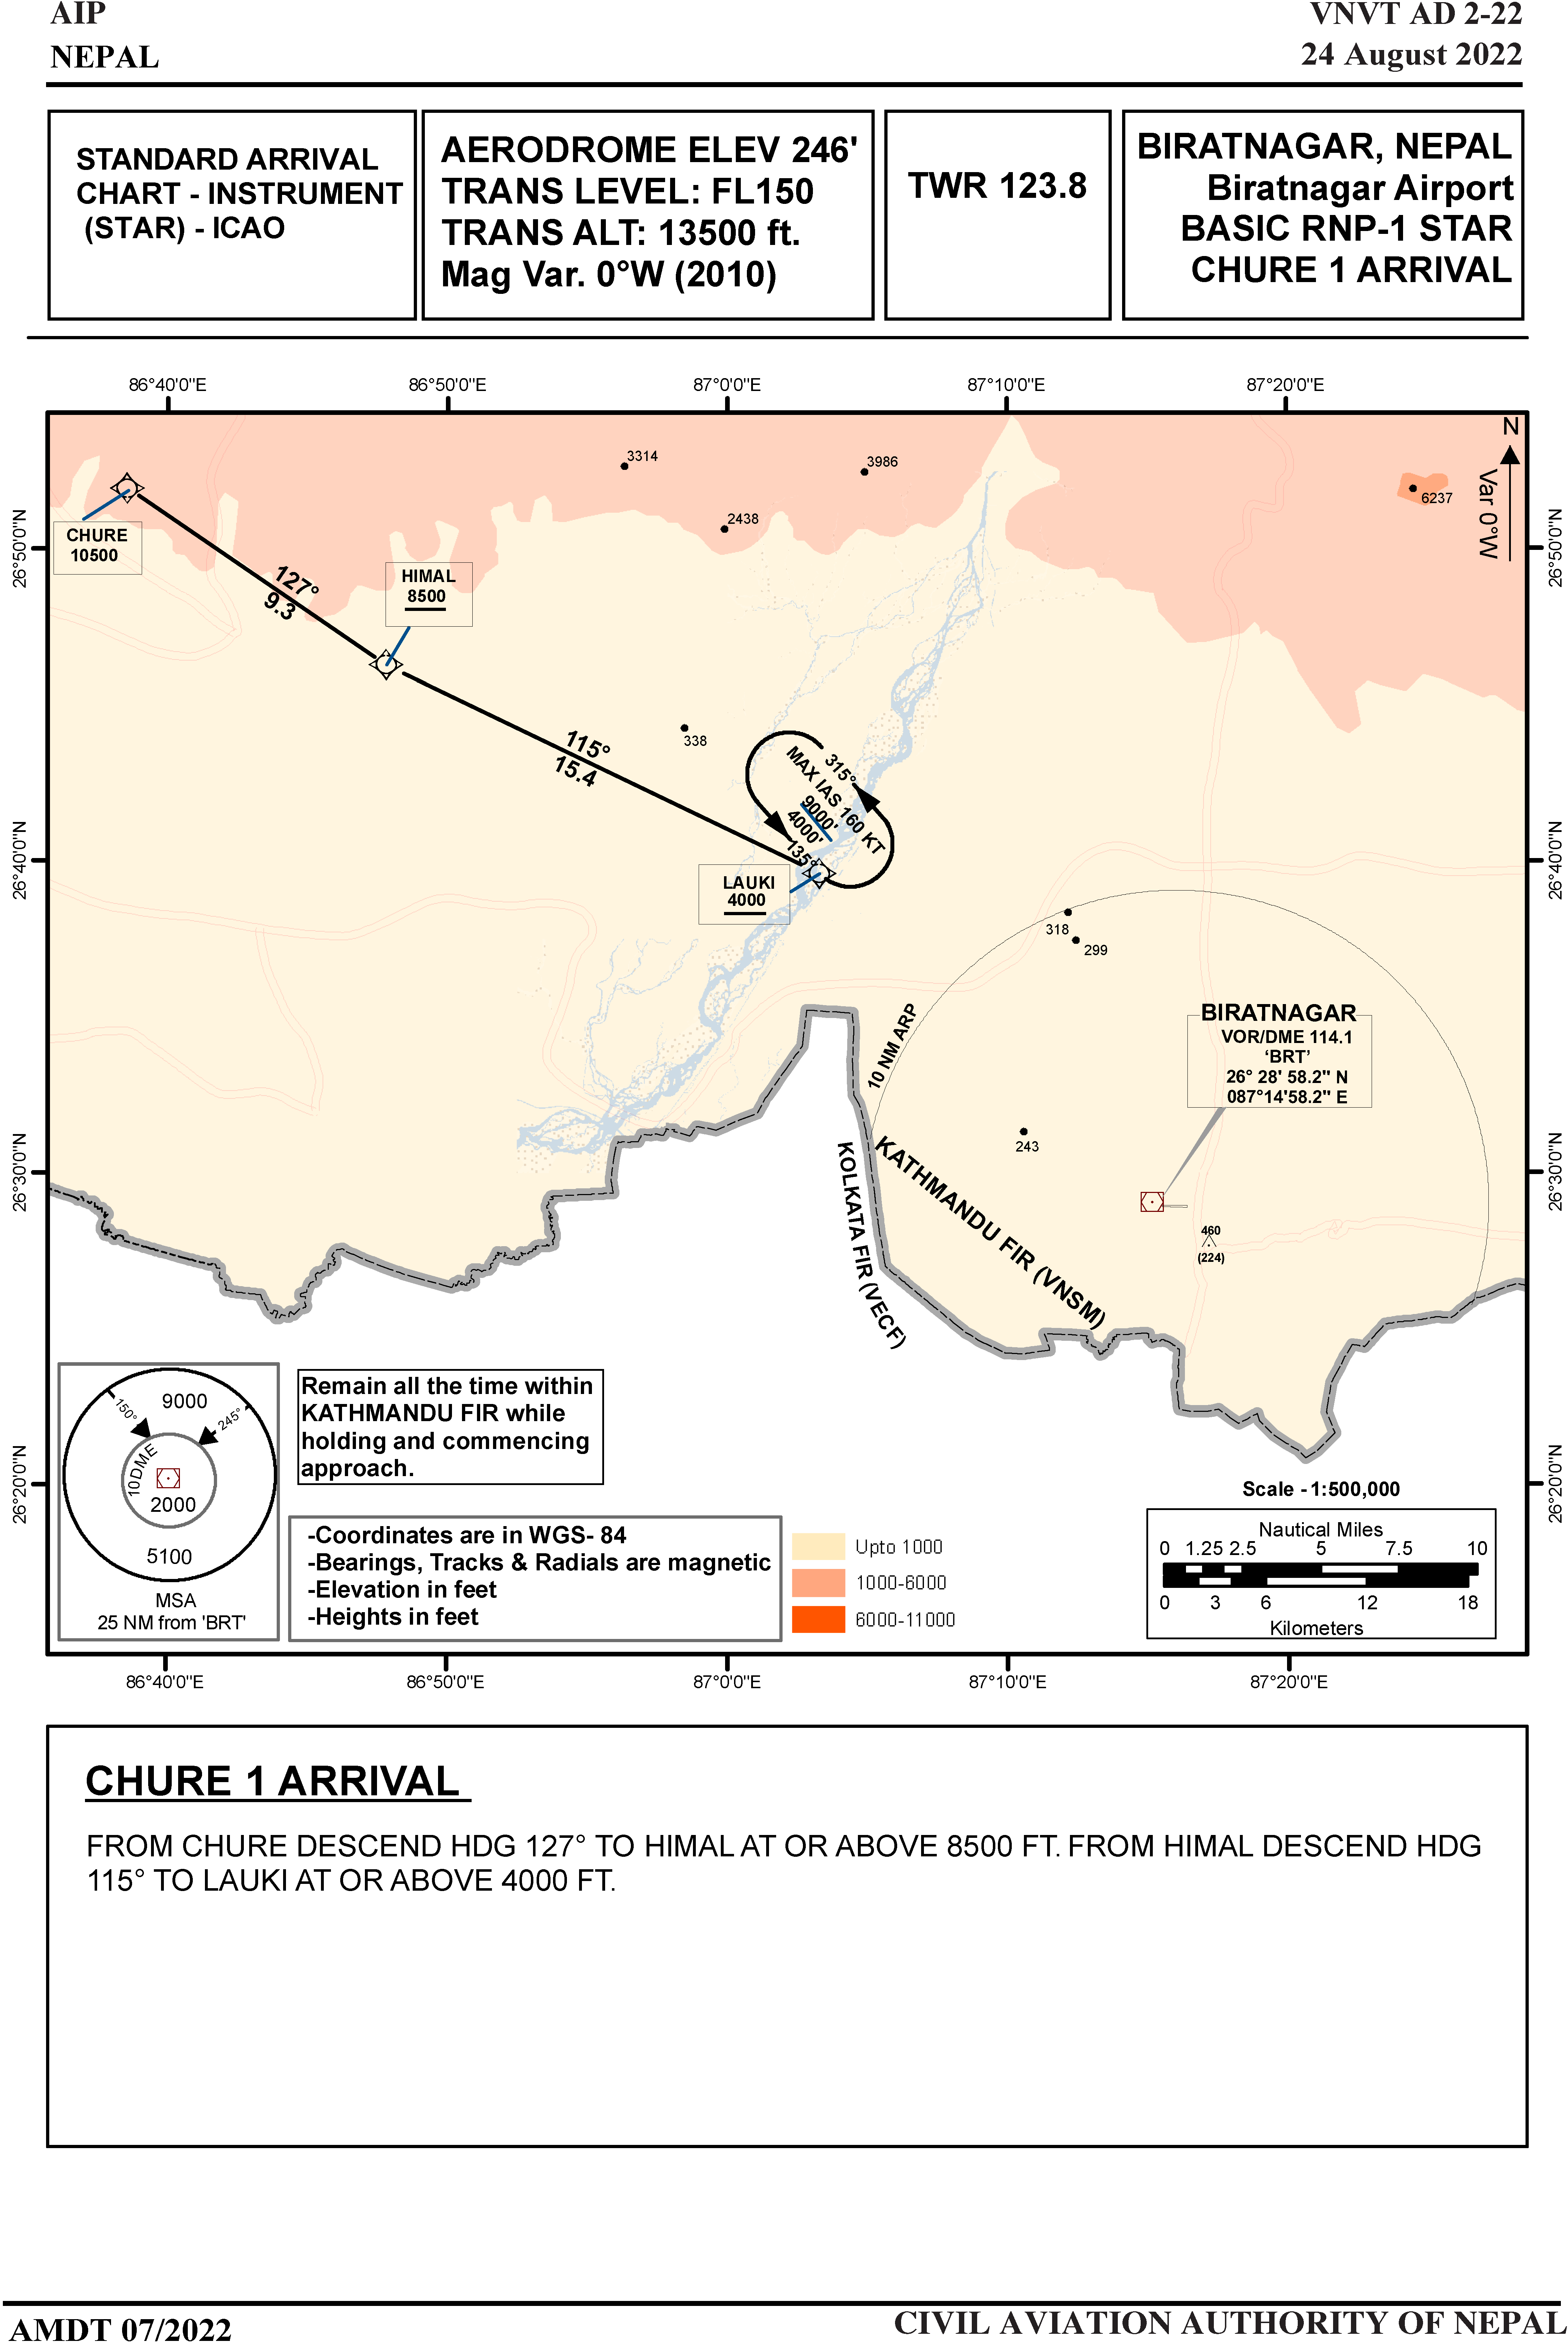 AIP
NEPAL
VNVT AD 2-22
24 August 2022
STANDARD ARRIVAL
CHART - INSTRUMENT
(STAR) - ICAO
AERODROME ELEV 246'
TRANS LEVEL: FL150
TRANS ALT: 13500 ft.
Mag Var. 0°W (2010)
TWR 123.8
BIRATNAGAR, NEPAL
Biratnagar Airport
BASIC RNP-1 STAR
CHURE 1 ARRIVAL
86°40'0"E
86°50'0"E
87°0'0"E
87°10'0"E
87°20'0"E
N
Var 0°W
3314
3986
6237
2438
26°50'0"N
26°50'0"N
CHURE
10500
127°
9.3
HIMAL
8500
115°
15.4
338
315°
MAX IAS 160 KT
9000'
4000'
135°
26°40'0"N
26°40'0"N
LAUKI
4000
318
299
10 NM ARP
BIRATNAGAR
VOR/DME 114.1
‘BRT’
26° 28' 58.2" N
087°14'58.2" E
243
26°30'0"N
26°30'0"N
KOLKATA FIR (VECF)
KATHMANDU FIR (VNSM)
460
(224)
9000
150°
245°
10DME
2000
5100
MSA
25 NM from 'BRT'
Remain all the time within
KATHMANDU FIR while
holding and commencing
approach.
26°20'0"N
26°20'0"N
-Coordinates are in WGS- 84
-Bearings, Tracks & Radials are magnetic
-Elevation in feet
-Heights in feet
Upto 1000
1000-6000
6000-11000
Scale - 1:500,000
Nautical Miles
0 1.25 2.5 5 7.5 10
0 3 6 12 18
Kilometers
86°40'0"E
86°50'0"E
87°0'0"E
87°10'0"E
87°20'0"E
CHURE 1 ARRIVAL
FROM CHURE DESCEND HDG 127° TO HIMAL AT OR ABOVE 8500 FT. FROM HIMAL DESCEND HDG
115° TO LAUKI AT OR ABOVE 4000 FT.
AMDT 07/2022
CIVIL AVIATION AUTHORITY OF NEPAL